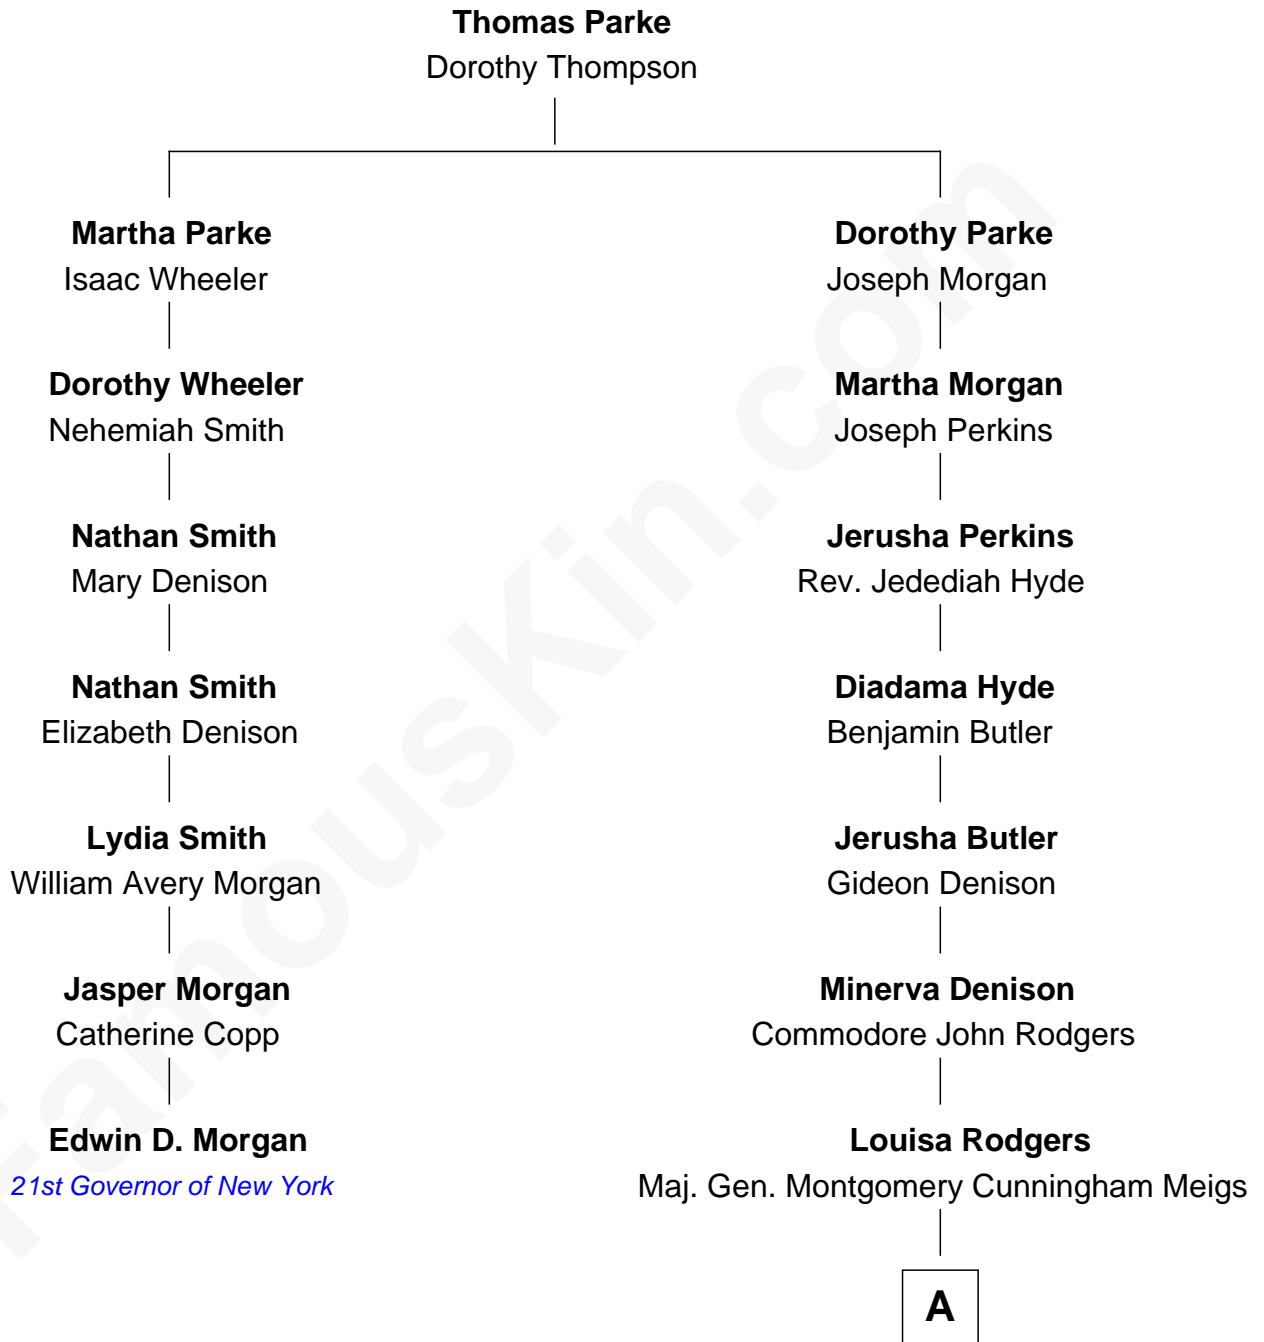 Thomas Parke
Dorothy Thompson
Martha Parke
Isaac Wheeler
Dorothy Wheeler
Nehemiah Smith
Nathan Smith
Mary Denison
Nathan Smith
Elizabeth Denison
Lydia Smith
William Avery Morgan
Jasper Morgan
Catherine Copp
Edwin D. Morgan
21st Governor of New York
Dorothy Parke
Joseph Morgan
Martha Morgan
Joseph Perkins
Jerusha Perkins
Rev. Jedediah Hyde
Diadama Hyde
Benjamin Butler
Jerusha Butler
Gideon Denison
Minerva Denison
Commodore John Rodgers
Louisa Rodgers
Maj. Gen. Montgomery Cunningham Meigs
A
FamousKin.com